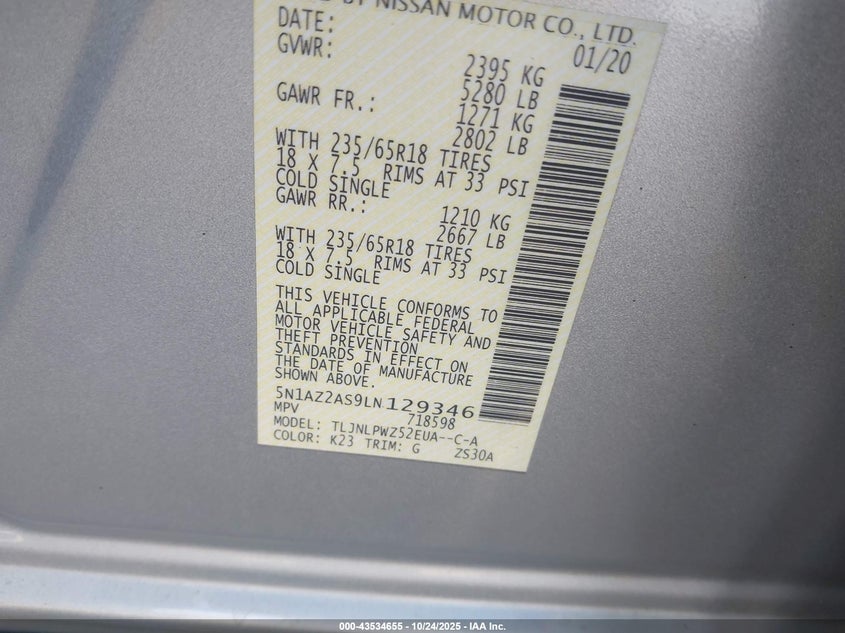 BY NISSAN MOTOR CO., LTD.
DATE: 01/20
GVWR: 2395 KG
5280 LB
GAWR FR.: 1271 KG
2802 LB
WITH 235/65R18 TIRES
18 X 7.5 RIMS AT 33 PSI
COLD SINGLE
GAWR RR.: 1210 KG
2667 LB
WITH 235/65R18 TIRES
18 X 7.5 RIMS AT 33 PSI
COLD SINGLE
THIS VEHICLE CONFORMS TO
ALL APPLICABLE FEDERAL
MOTOR VEHICLE SAFETY AND
THEFT PREVENTION
STANDARDS IN EFFECT ON
THE DATE OF MANUFACTURE
SHOWN ABOVE.
5N1AZ2AS9LN129346
MPV 718598
MODEL: TLJNLPWZ52EUA--C-A
COLOR: K23 TRIM: G ZS30A
000-43534655 - 10/24/2025 - IAA Inc.